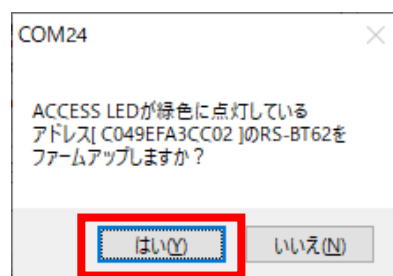 COM24
ACCESS LEDが緑色に点灯している
アドレス[ C049EFA3CC02 ]のRS-BT62を
ファームアップしますか？
はい(Y)
いいえ(N)